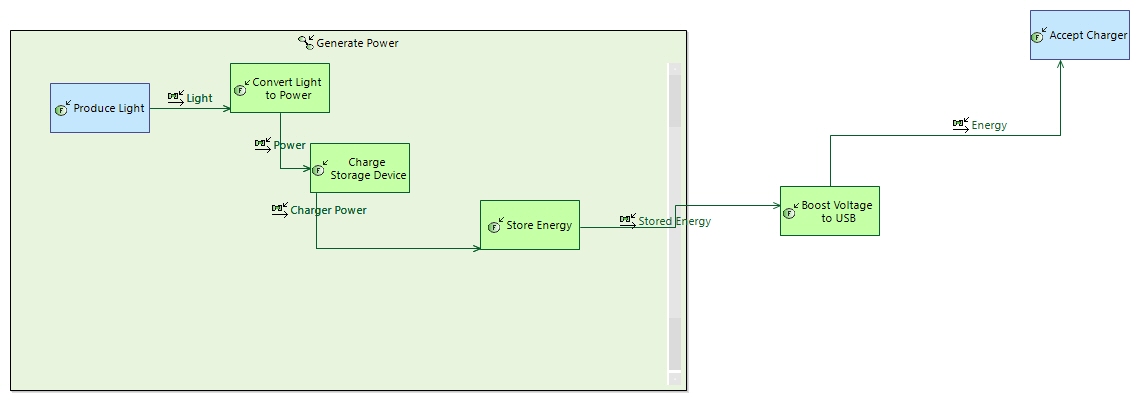 Generate Power
Accept Charger
Produce Light
Light
Convert Light
to Power
Power
Charge
Storage Device
Charger Power
Store Energy
Stored Energy
Boost Voltage
to USB
Energy